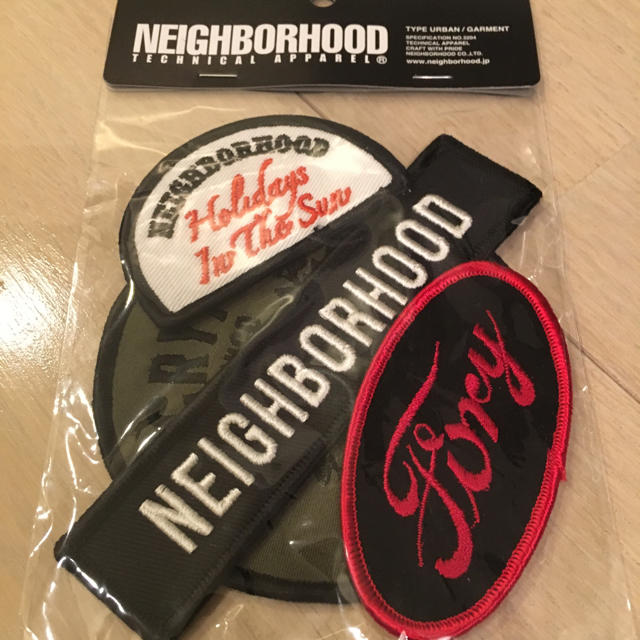 NEIGHBORHOOD
TECHNICAL APPAREL®
TYPE URBAN / GARMENT
SPECIFICATION NO.2204
TECHNICAL APPAREL
CRAFT WITH PRIDE
NEIGHBORHOOD CO.,LTD.
www.neighborhood.jp
NEIGHBORHOOD
Holidays
In The Sun
NEIGHBORHOOD